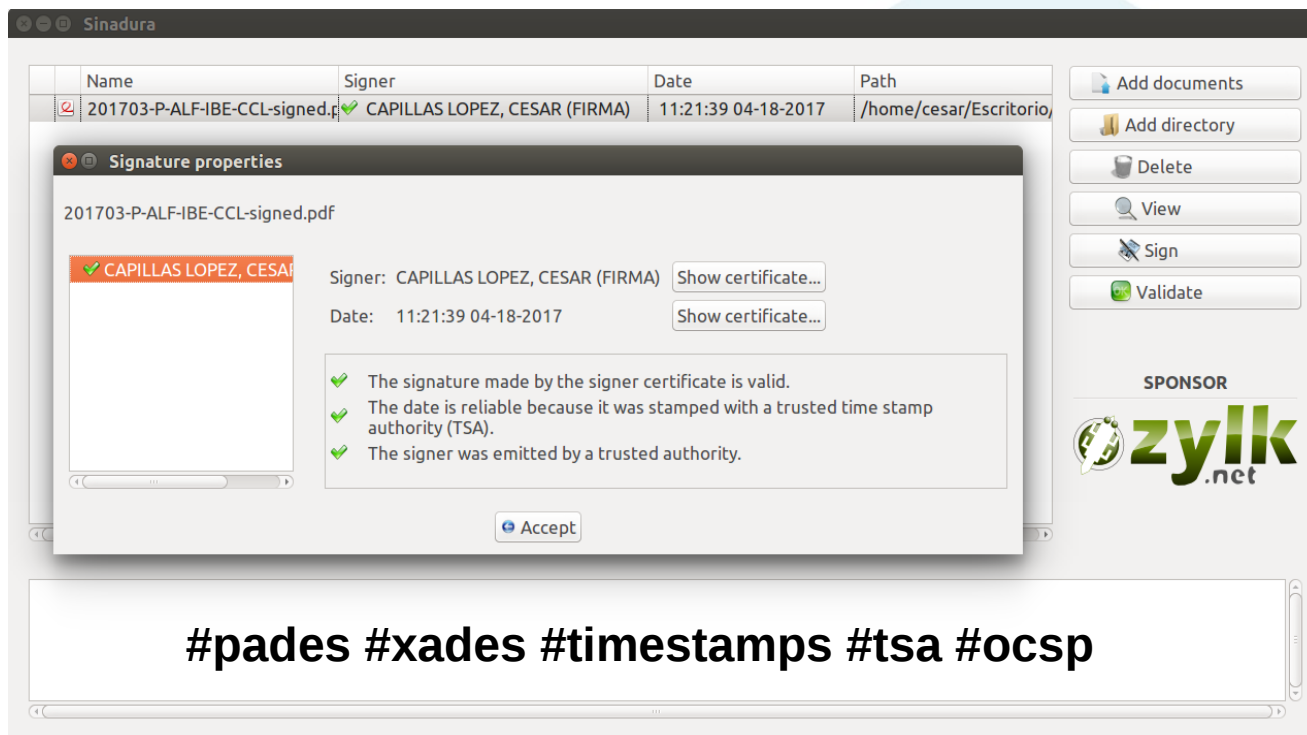 Sinadura
Name Signer Date Path
201703-P-ALF-IBE-CCL-signed.p CAPILLAS LOPEZ, CESAR (FIRMA) 11:21:39 04-18-2017 /home/cesar/Escritorio/
Add documents
Add directory
Delete
View
Sign
Validate
Signature properties
201703-P-ALF-IBE-CCL-signed.pdf
CAPILLAS LOPEZ, CESAR
Signer: CAPILLAS LOPEZ, CESAR (FIRMA) Show certificate...
Date: 11:21:39 04-18-2017 Show certificate...
The signature made by the signer certificate is valid.
The date is reliable because it was stamped with a trusted time stamp
authority (TSA).
The signer was emitted by a trusted authority.
Accept
SPONSOR
zylk
.net
#pades #xades #timestamps #tsa #ocsp